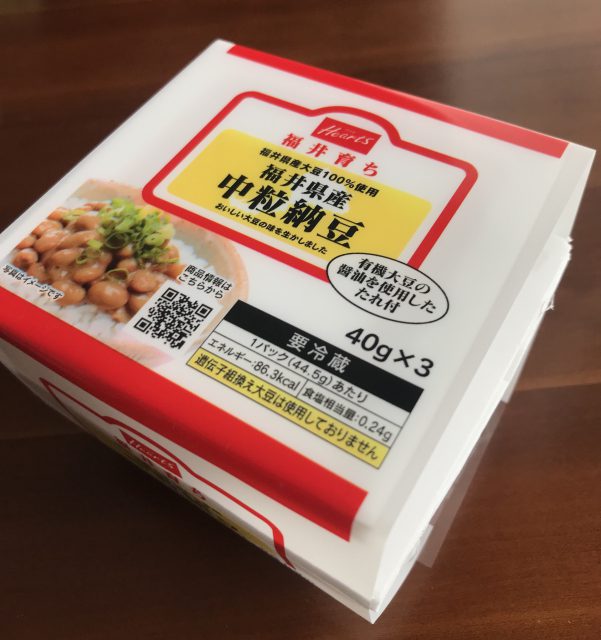 Hearts
福井育ち
福井県産大豆100%使用
福井県産
中粒納豆
おいしい大豆の味を生かしました
有機大豆の
醤油を使用した
たれ付
商品情報は
こちらから
写真はイメージです
40g×3
要冷蔵
1パック(44.5g)あたり
エネルギー:86.3kcal 食塩相当量:0.24g
遺伝子組換え大豆は使用しておりません
Hearts